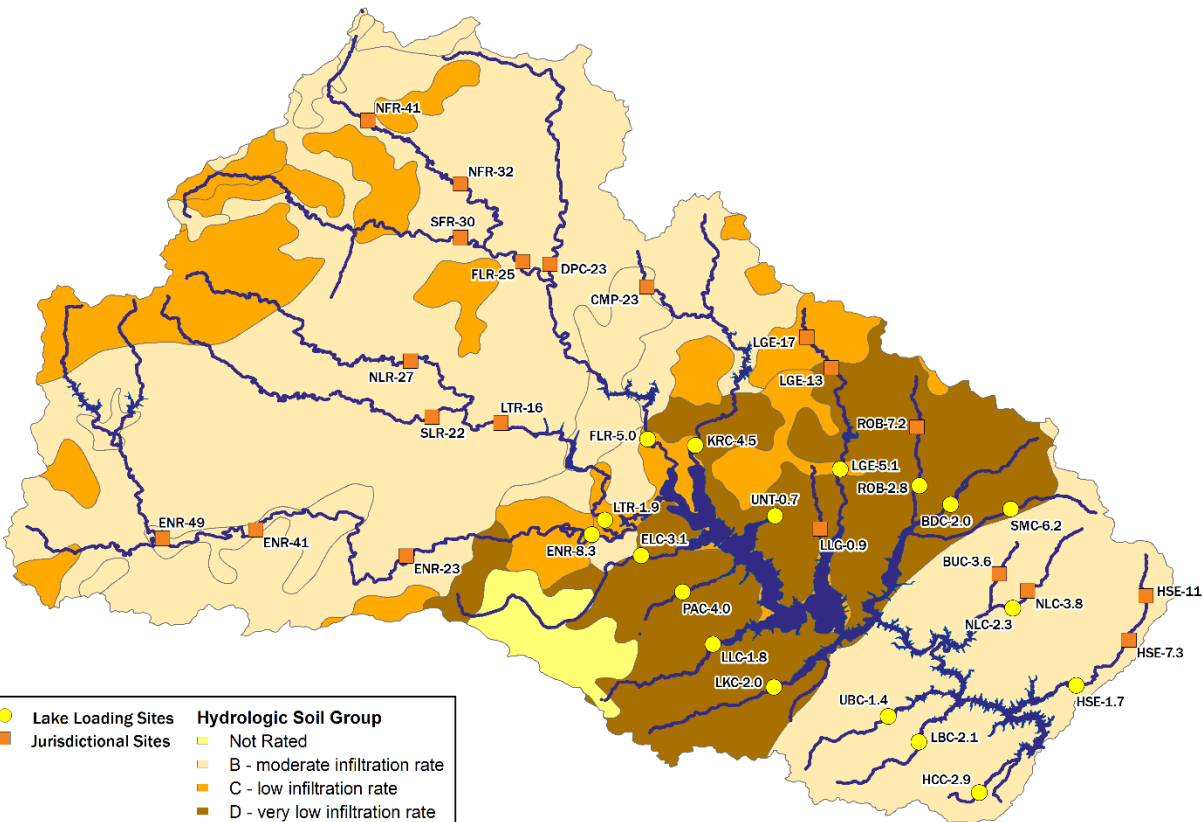 NFR-41
NFR-32
SFR-30
FLR-25
DPC-23
CMP-23
LGE-17
LGE-13
NLR-27
SLR-22
LTR-16
FLR-5.0
KRC-4.5
ROB-7.2
LGE-5.1
ROB-2.8
UNT-0.7
BDC-2.0
SMC-6.2
LTR-1.9
ENR-8.3
ELC-3.1
LLG-0.9
ENR-49
ENR-41
ENR-23
BUC-3.6
NLC-3.8
NLC-2.3
HSE-11
PAC-4.0
HSE-7.3
LLC-1.8
LKC-2.0
HSE-1.7
UBC-1.4
LBC-2.1
HCC-2.9
Lake Loading Sites
Jurisdictional Sites
Hydrologic Soil Group
Not Rated
B - moderate infiltration rate
C - low infiltration rate
D - very low infiltration rate